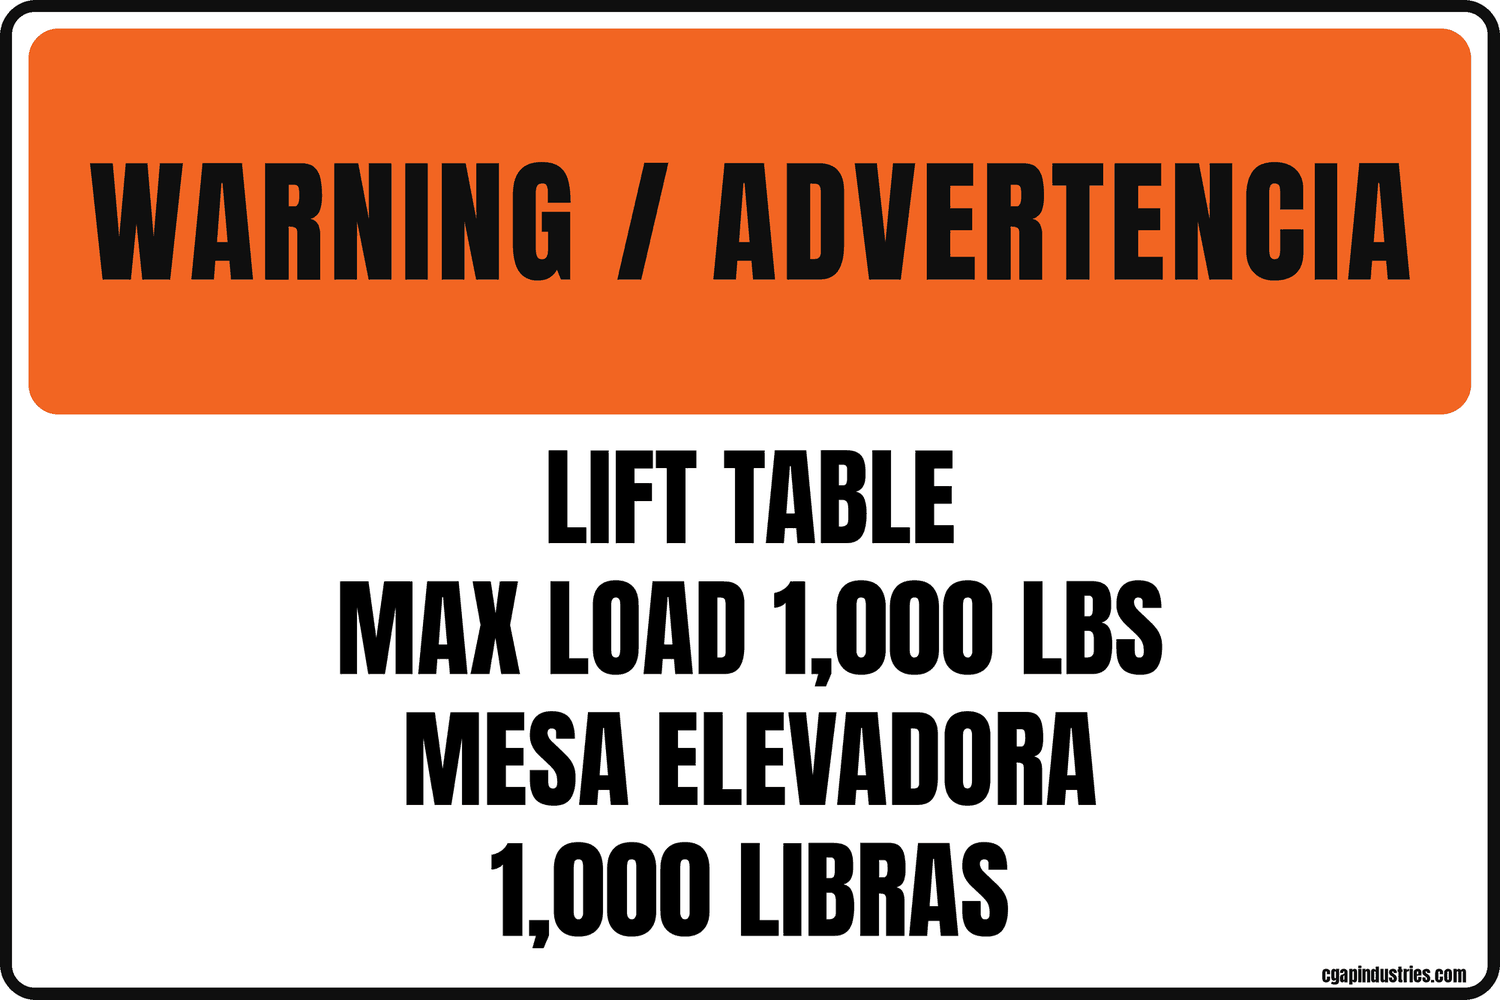 WARNING / ADVERTENCIA
LIFT TABLE
MAX LOAD 1,000 LBS
MESA ELEVADORA
1,000 LIBRAS
cgapindustries.com